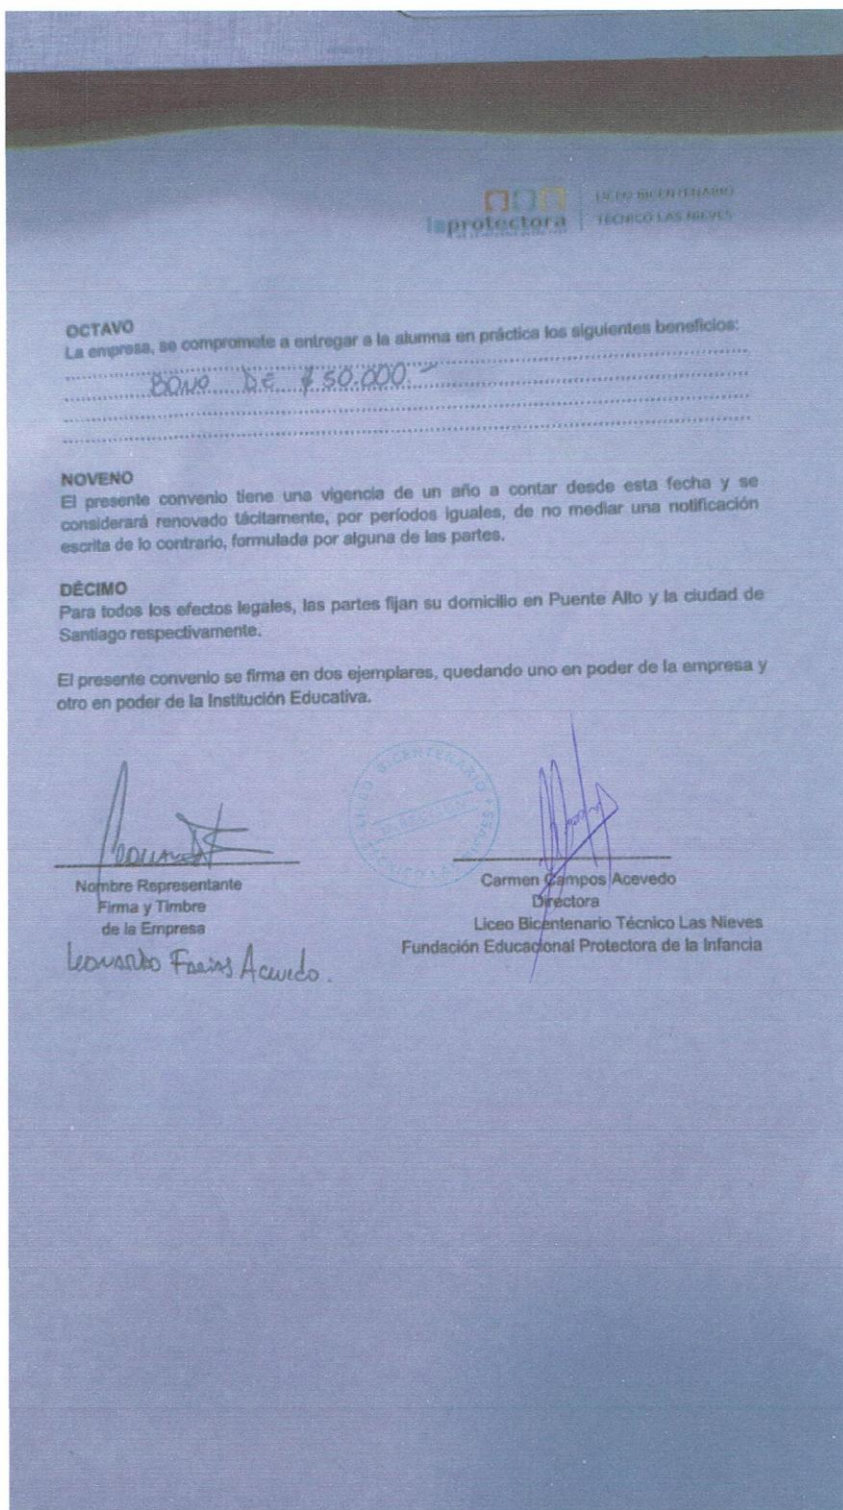 laprotectora
LICEO BICENTENARIO
TÉCNICO LAS NIEVES
OCTAVO
La empresa, se compromete a entregar a la alumna en práctica los siguientes beneficios:
BONO DE $50.000.-
NOVENO
El presente convenio tiene una vigencia de un año a contar desde esta fecha y se
considerará renovado tácitamente, por períodos iguales, de no mediar una notificación
escrita de lo contrario, formulada por alguna de las partes.
DÉCIMO
Para todos los efectos legales, las partes fijan su domicilio en Puente Alto y la ciudad de
Santiago respectivamente.
El presente convenio se firma en dos ejemplares, quedando uno en poder de la empresa y
otro en poder de la Institución Educativa.
LICEO BICENTENARIO
DIRECCIÓN
TÉCNICO LAS NIEVES
Nombre Representante
Firma y Timbre
de la Empresa
Leonardo Farias Acevedo.
Carmen Campos Acevedo
Directora
Liceo Bicentenario Técnico Las Nieves
Fundación Educacional Protectora de la Infancia